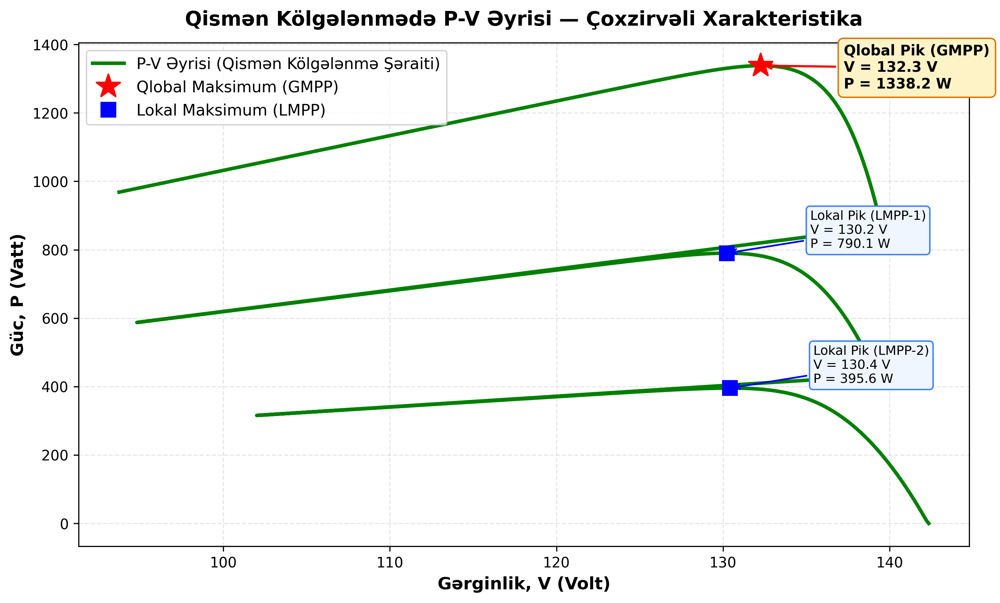 Qismən Kölgələnmədə P-V Əyrisi — Çoxzirvəli Xarakteristika
P-V Əyrisi (Qismən Kölgələnmə Şəraiti)
Qlobal Maksimum (GMPP)
Lokal Maksimum (LMPP)
Qlobal Pik (GMPP)
V = 132.3 V
P = 1338.2 W
Lokal Pik (LMPP-1)
V = 130.2 V
P = 790.1 W
Lokal Pik (LMPP-2)
V = 130.4 V
P = 395.6 W
Güc, P (Vatt)
1400
1200
1000
800
600
400
200
0
100 110 120 130 140
Gərginlik, V (Volt)